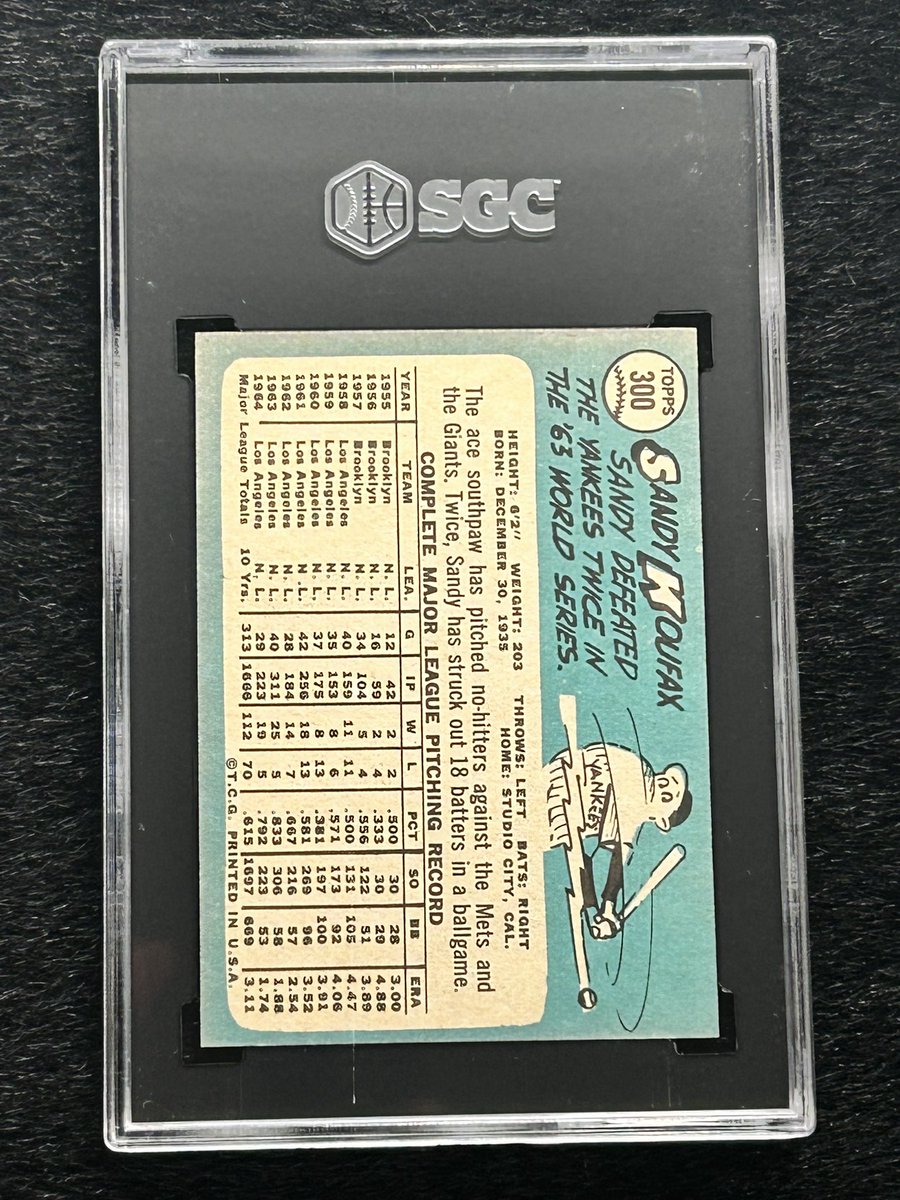 SGC
TOPPS
300
SANDY KOUFAX
SANDY DEFEATED
THE YANKEES TWICE IN
THE '63 WORLD SERIES.
YANKEES
HEIGHT: 6'2" WEIGHT: 203 THROWS: LEFT BATS: RIGHT
BORN: DECEMBER 30, 1935 HOME: STUDIO CITY, CAL.
The ace southpaw has pitched no-hitters against the Mets and
the Giants. Twice, Sandy has struck out 18 batters in a ballgame.
COMPLETE MAJOR LEAGUE PITCHING RECORD
YEAR TEAM LEA. G IP W L PCT SO BB ERA
1955 Brooklyn N. L. 12 42 2 2 .500 30 28 3.00
1956 Brooklyn N. L. 16 59 2 4 .333 30 29 4.88
1957 Brooklyn N. L. 34 104 5 4 .556 122 51 3.89
1958 Los Angeles N. L. 40 159 11 11 .500 131 105 4.47
1959 Los Angeles N. L. 35 153 8 6 .571 173 92 4.06
1960 Los Angeles N. L. 37 175 8 13 .381 197 100 3.91
1961 Los Angeles N. L. 42 256 18 13 .581 269 96 3.52
1962 Los Angeles N. L. 28 184 14 7 .667 216 57 2.54
1963 Los Angeles N. L. 40 311 25 5 .833 306 58 1.88
1964 Los Angeles N. L. 29 223 19 5 .792 223 53 1.74
Major League Totals 10 Yrs. 313 1666 112 70 .615 1697 669 3.11
©T.C.G. PRINTED IN U.S.A.